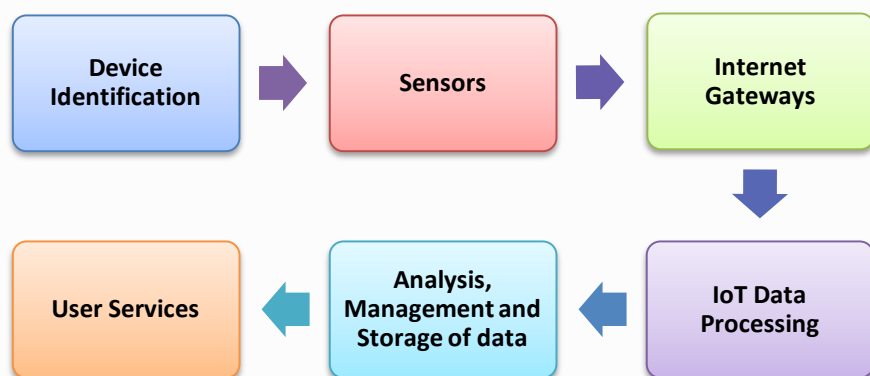 Device
Identification
Sensors
Internet
Gateways
IoT Data
Processing
Analysis,
Management and
Storage of data
User Services